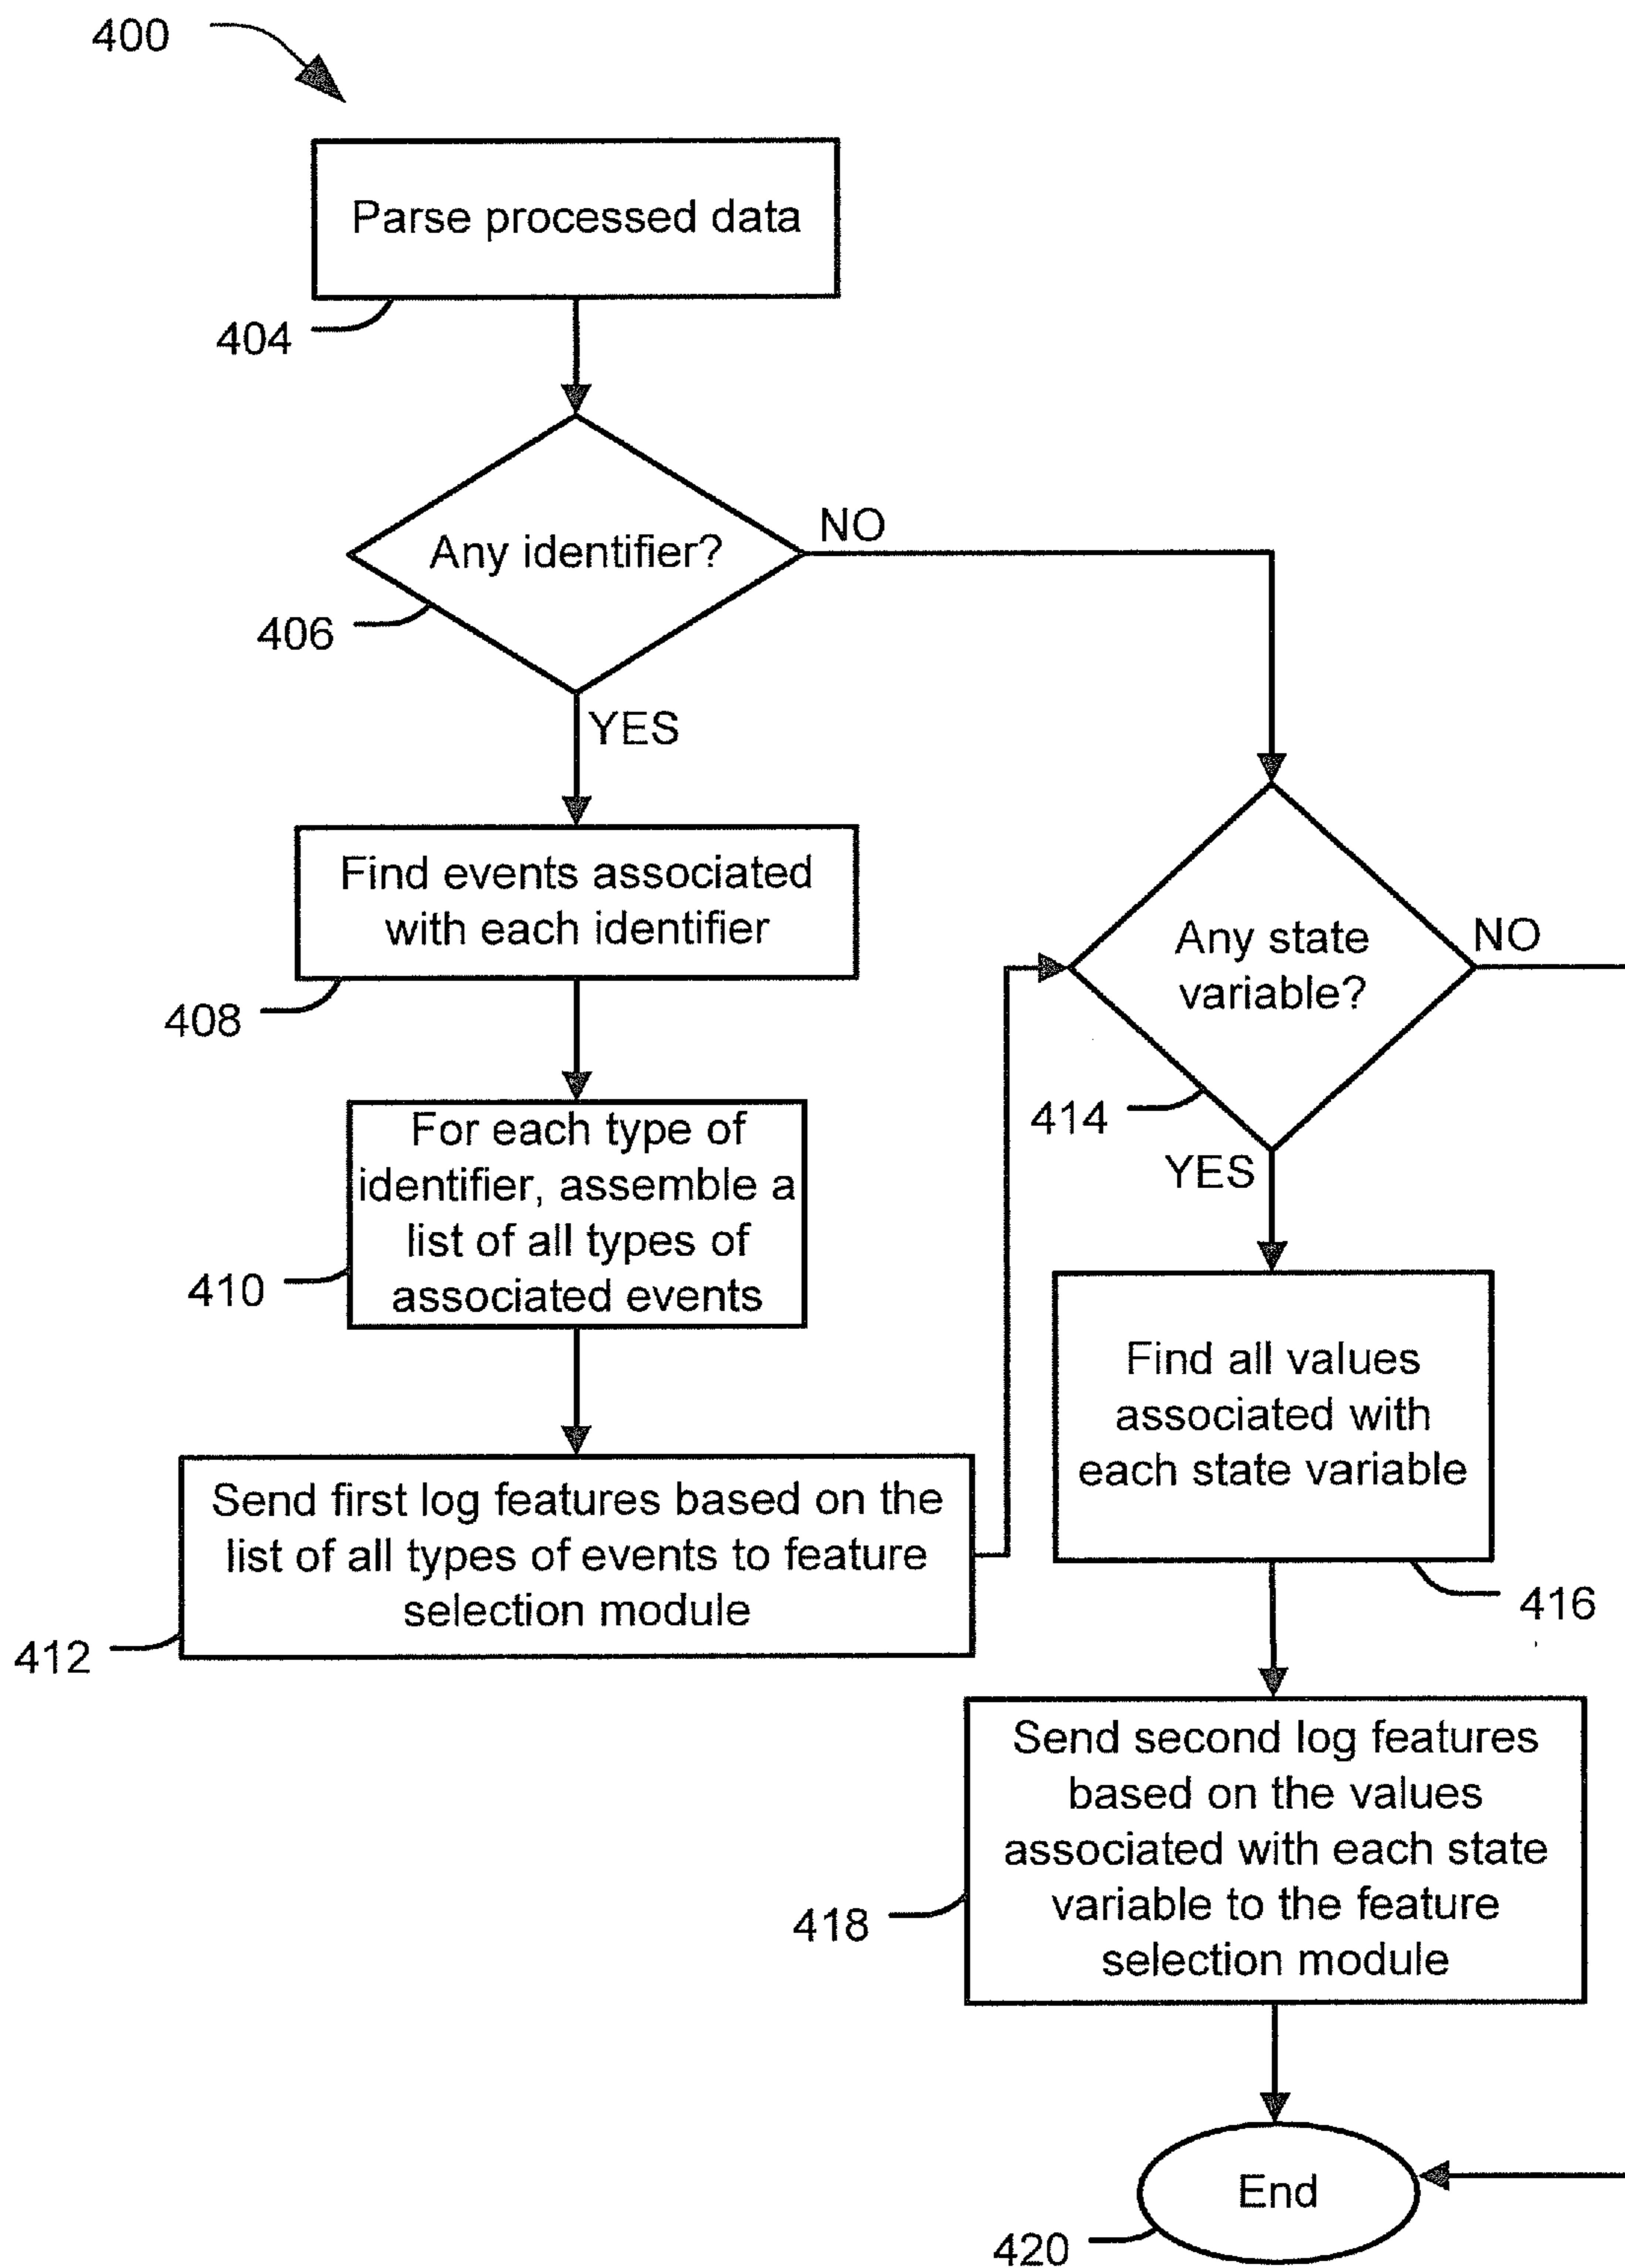 400
Parse processed data
404
Any identifier?
NO
406
YES
Find events associated
with each identifier
408
For each type of
identifier, assemble a
list of all types of
associated events
410
Send first log features based on the
list of all types of events to feature
selection module
412
Any state
variable?
NO
414
YES
Find all values
associated with
each state variable
416
Send second log features
based on the values
associated with each state
variable to the feature
selection module
418
End
420